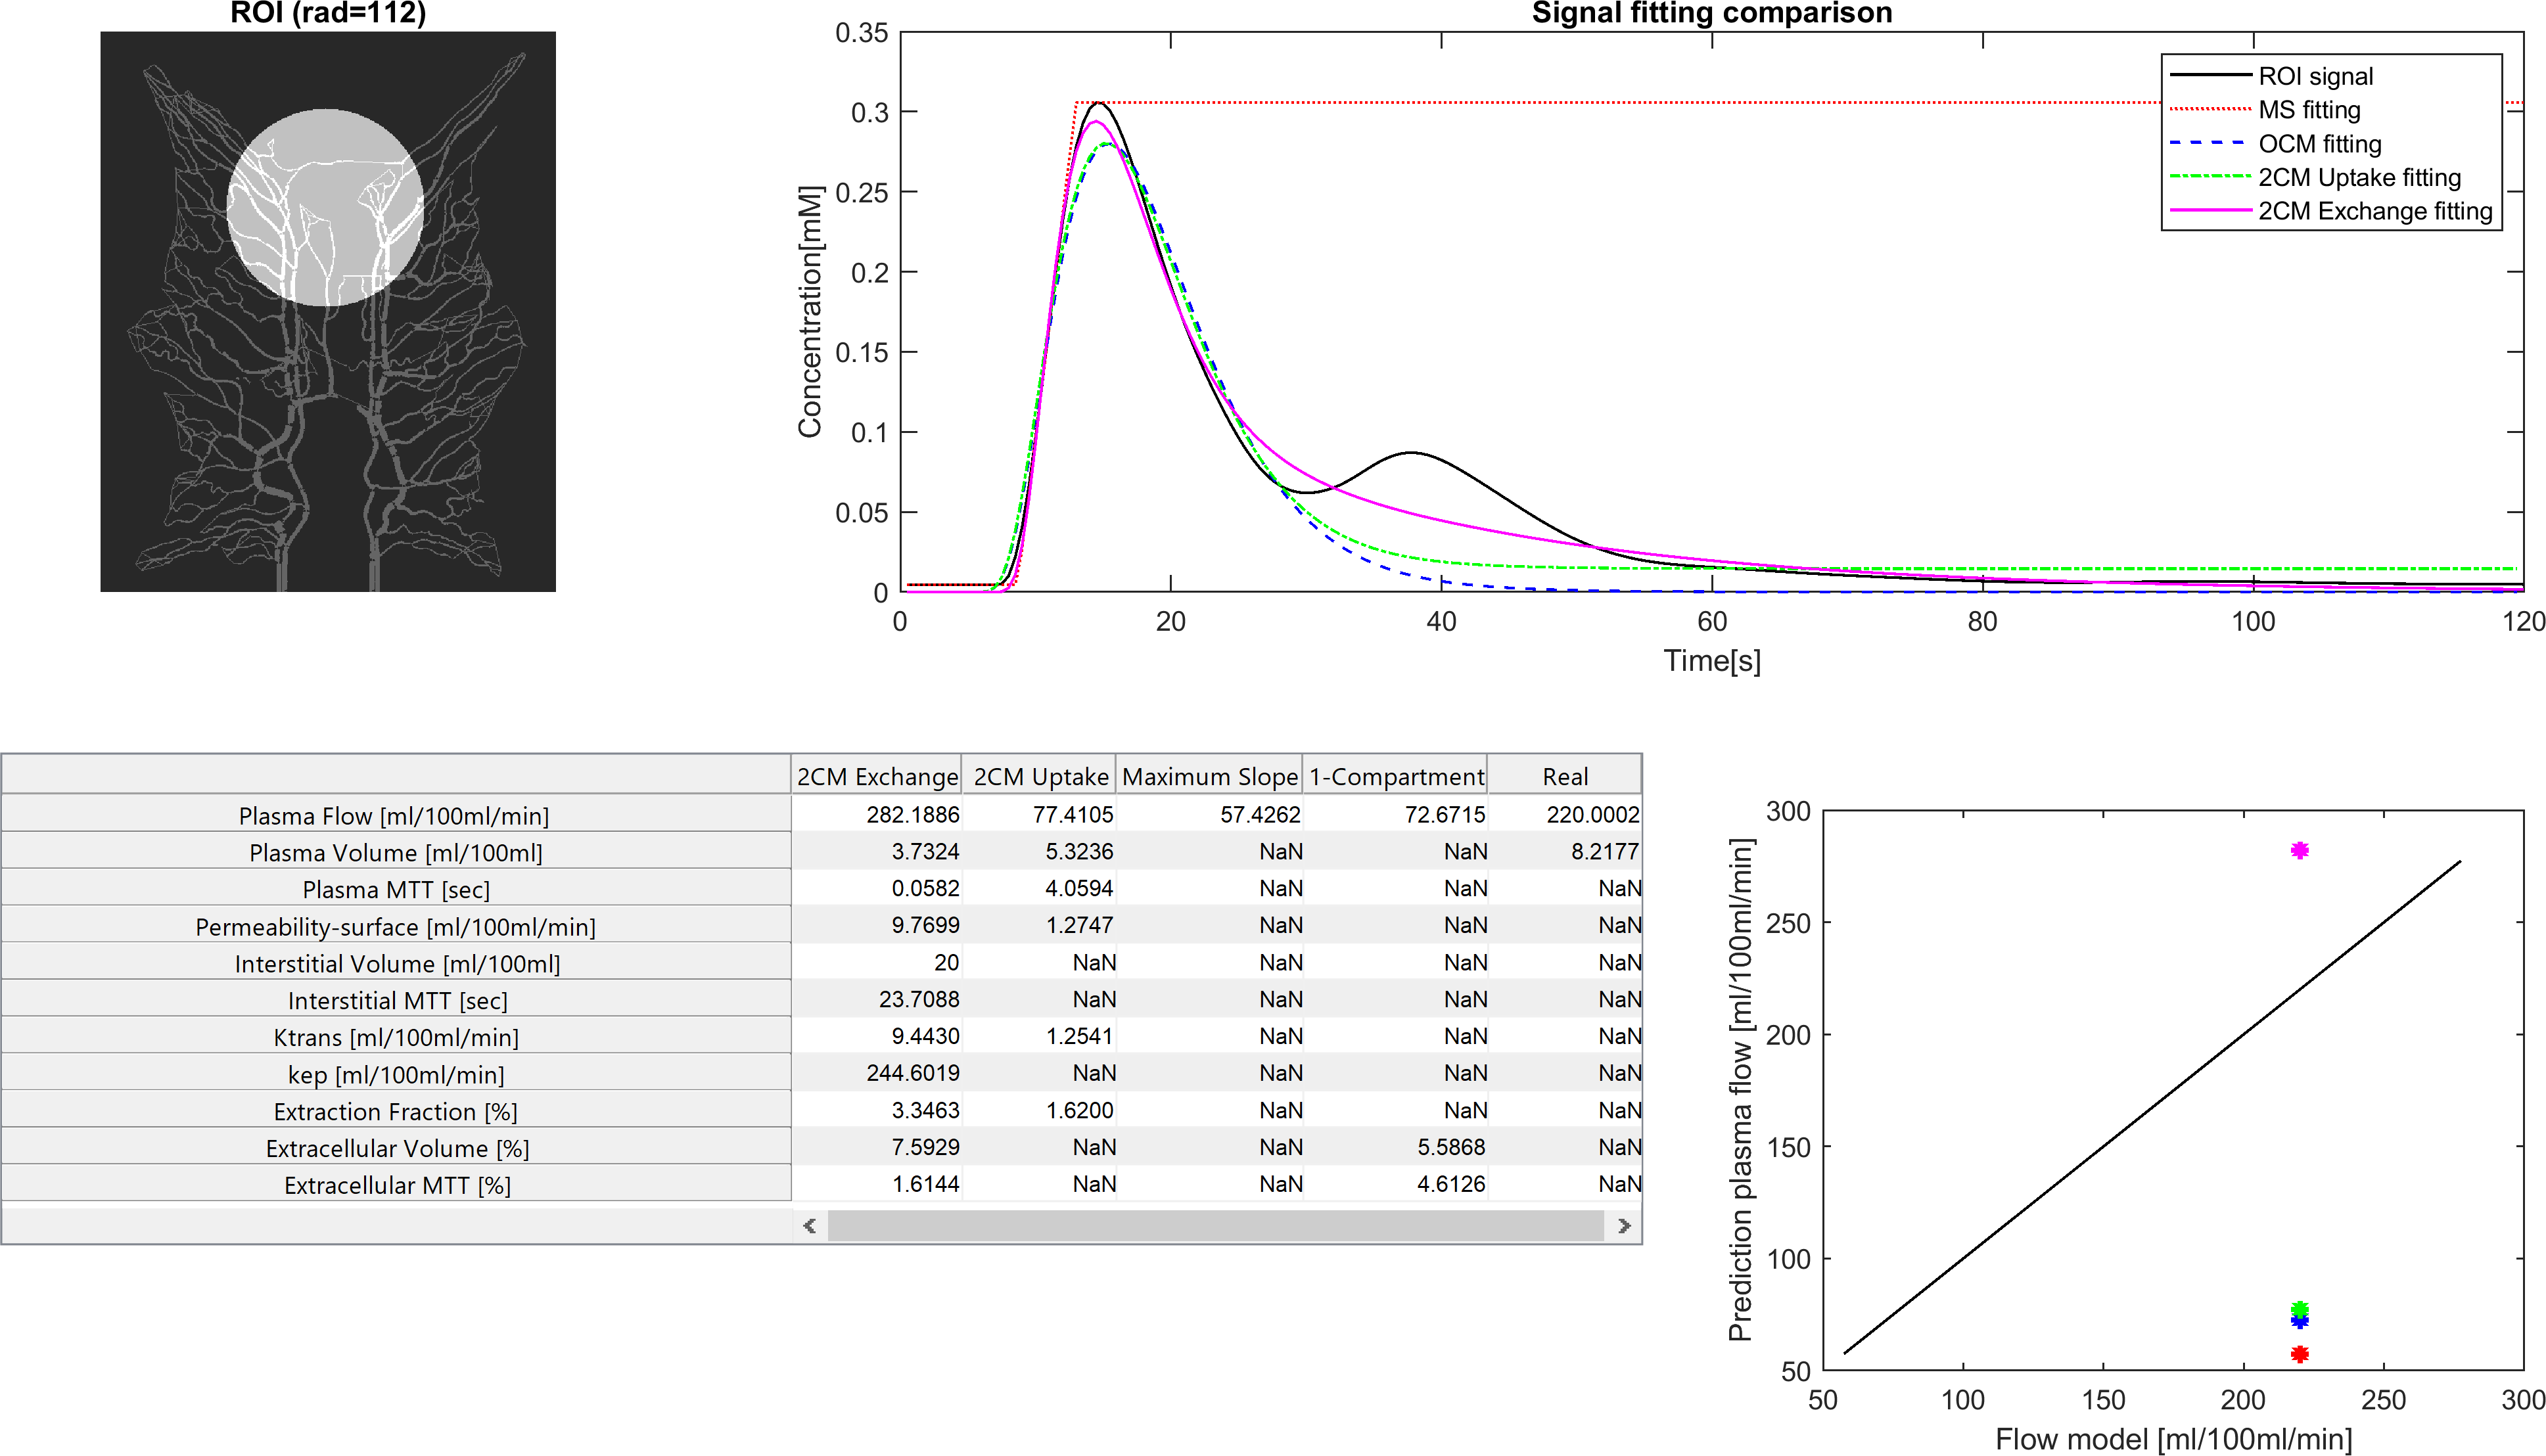 ROI (rad=112)
Signal fitting comparison
0.35
0.3
0.25
0.2
0.15
0.1
0.05
0
Concentration[mM]
ROI signal
MS fitting
OCM fitting
2CM Uptake fitting
2CM Exchange fitting
0 20 40 60 80 100 120
Time[s]
2CM Exchange 2CM Uptake Maximum Slope 1-Compartment Real
Plasma Flow [ml/100ml/min] 282.1886 77.4105 57.4262 72.6715 220.0002
Plasma Volume [ml/100ml] 3.7324 5.3236 NaN NaN 8.2177
Plasma MTT [sec] 0.0582 4.0594 NaN NaN NaN
Permeability-surface [ml/100ml/min] 9.7699 1.2747 NaN NaN NaN
Interstitial Volume [ml/100ml] 20 NaN NaN NaN NaN
Interstitial MTT [sec] 23.7088 NaN NaN NaN NaN
Ktrans [ml/100ml/min] 9.4430 1.2541 NaN NaN NaN
kep [ml/100ml/min] 244.6019 NaN NaN NaN NaN
Extraction Fraction [%] 3.3463 1.6200 NaN NaN NaN
Extracellular Volume [%] 7.5929 NaN NaN 5.5868 NaN
Extracellular MTT [%] 1.6144 NaN NaN 4.6126 NaN
300
250
200
150
100
50
Prediction plasma flow [ml/100ml/min]
50 100 150 200 250 300
Flow model [ml/100ml/min]